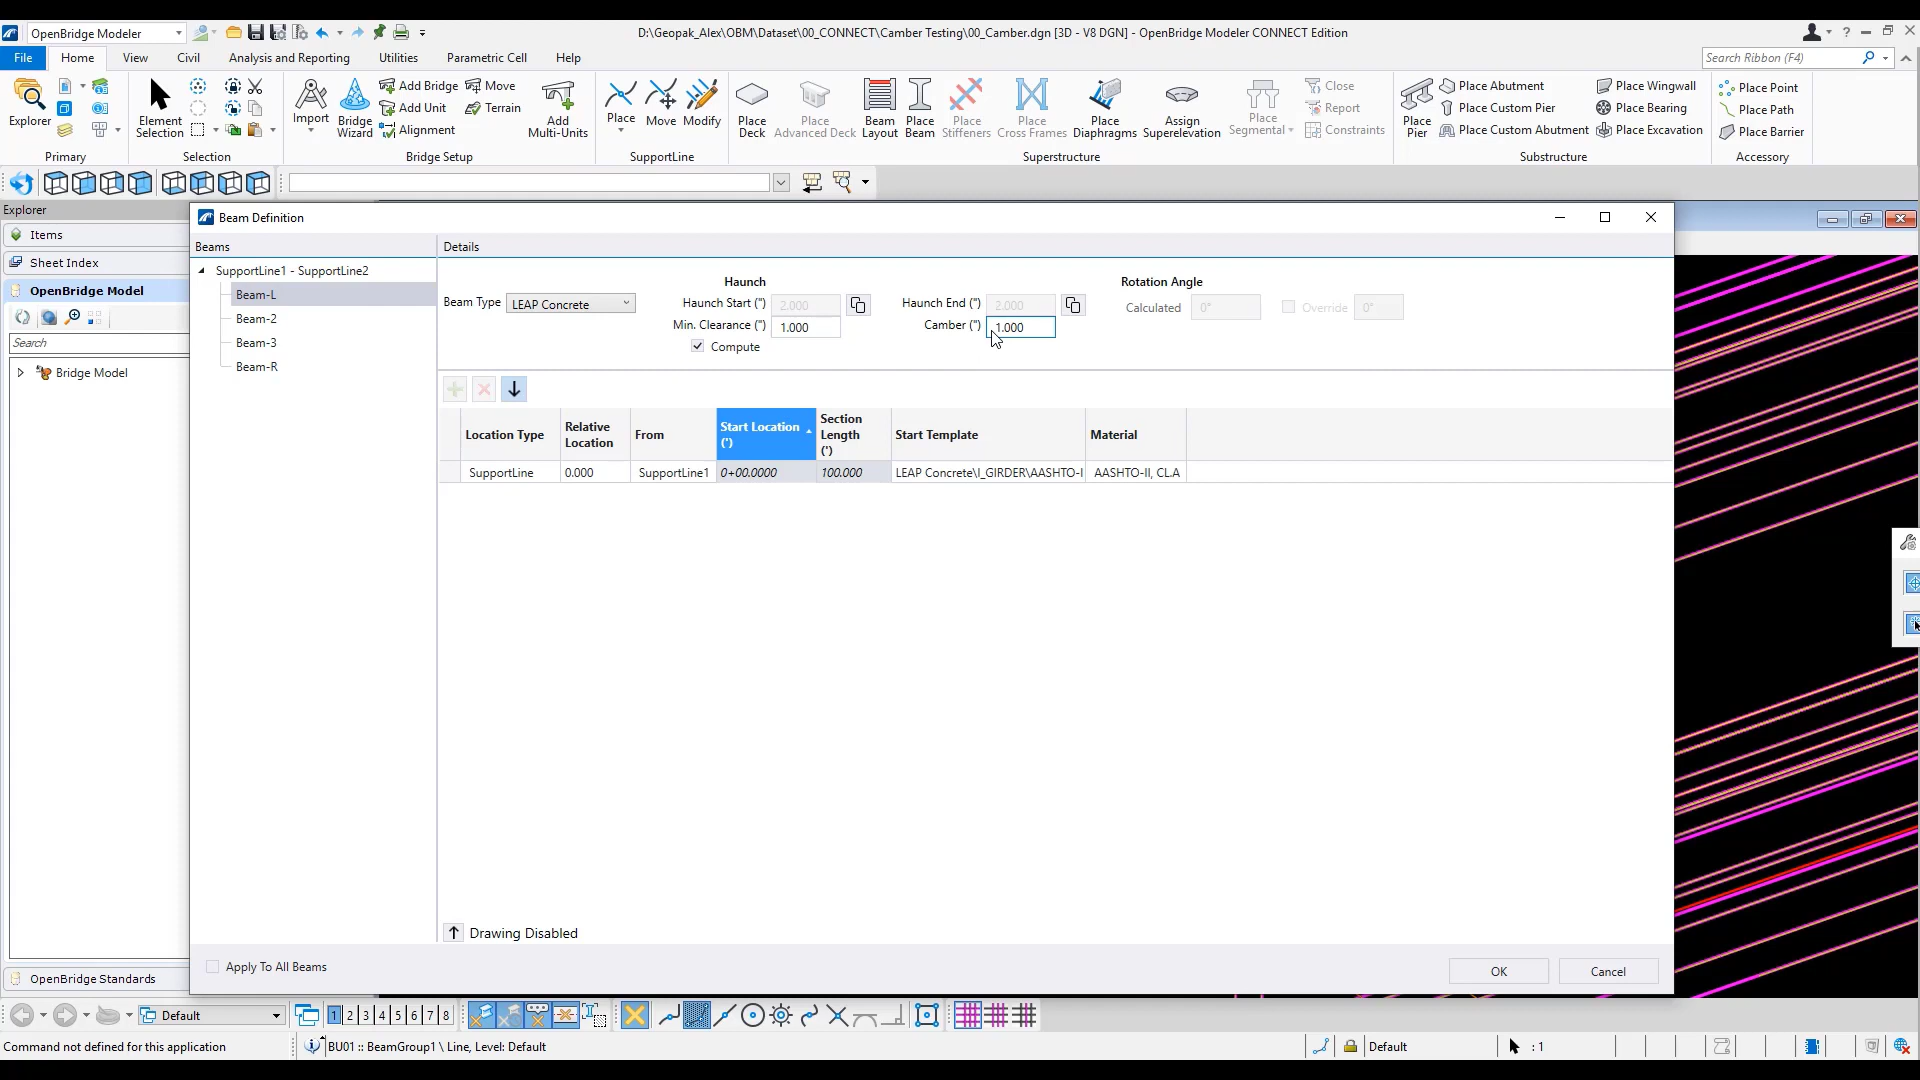 OpenBridge Modeler
D:\Geopak_Alex\OBM\Dataset\00_CONNECT\Camber Testing\00_Camber.dgn [3D - V8 DGN] - OpenBridge Modeler CONNECT Edition
File Home View Civil Analysis and Reporting Utilities Parametric Cell Help
Search Ribbon (F4)
Explorer
Primary
Element Selection
Selection
Import
Bridge Wizard
Add Bridge
Add Unit
Alignment
Move
Terrain
Add Multi-Units
Bridge Setup
Place
Move
Modify
SupportLine
Place Deck
Place Advanced Deck
Beam Layout
Place Beam
Place Stiffeners
Place Cross Frames
Place Diaphragms
Assign Superelevation
Place Segmental
Close
Report
Constraints
Superstructure
Place Pier
Place Abutment
Place Custom Pier
Place Custom Abutment
Place Wingwall
Place Bearing
Place Excavation
Substructure
Place Point
Place Path
Place Barrier
Accessory
Explorer
Items
Sheet Index
OpenBridge Model
Search
Bridge Model
OpenBridge Standards
Beam Definition
Beams
SupportLine1 - SupportLine2
Beam-L
Beam-2
Beam-3
Beam-R
Details
Beam Type LEAP Concrete
Haunch
Haunch Start (") 2.000
Min. Clearance (") 1.000
Compute
Haunch End (") 2.000
Camber (") 1.000
Rotation Angle
Calculated 0° Override 0°
Location Type Relative Location From Start Location (') Section Length (') Start Template Material
SupportLine 0.000 SupportLine1 0+00.0000 100.000 LEAP Concrete\I_GIRDER\AASHTO-I AASHTO-II, CL.A
Drawing Disabled
Apply To All Beams
OK Cancel
Default
1 2 3 4 5 6 7 8
Command not defined for this application
BU01 :: BeamGroup1 \ Line, Level: Default
Default
: 1